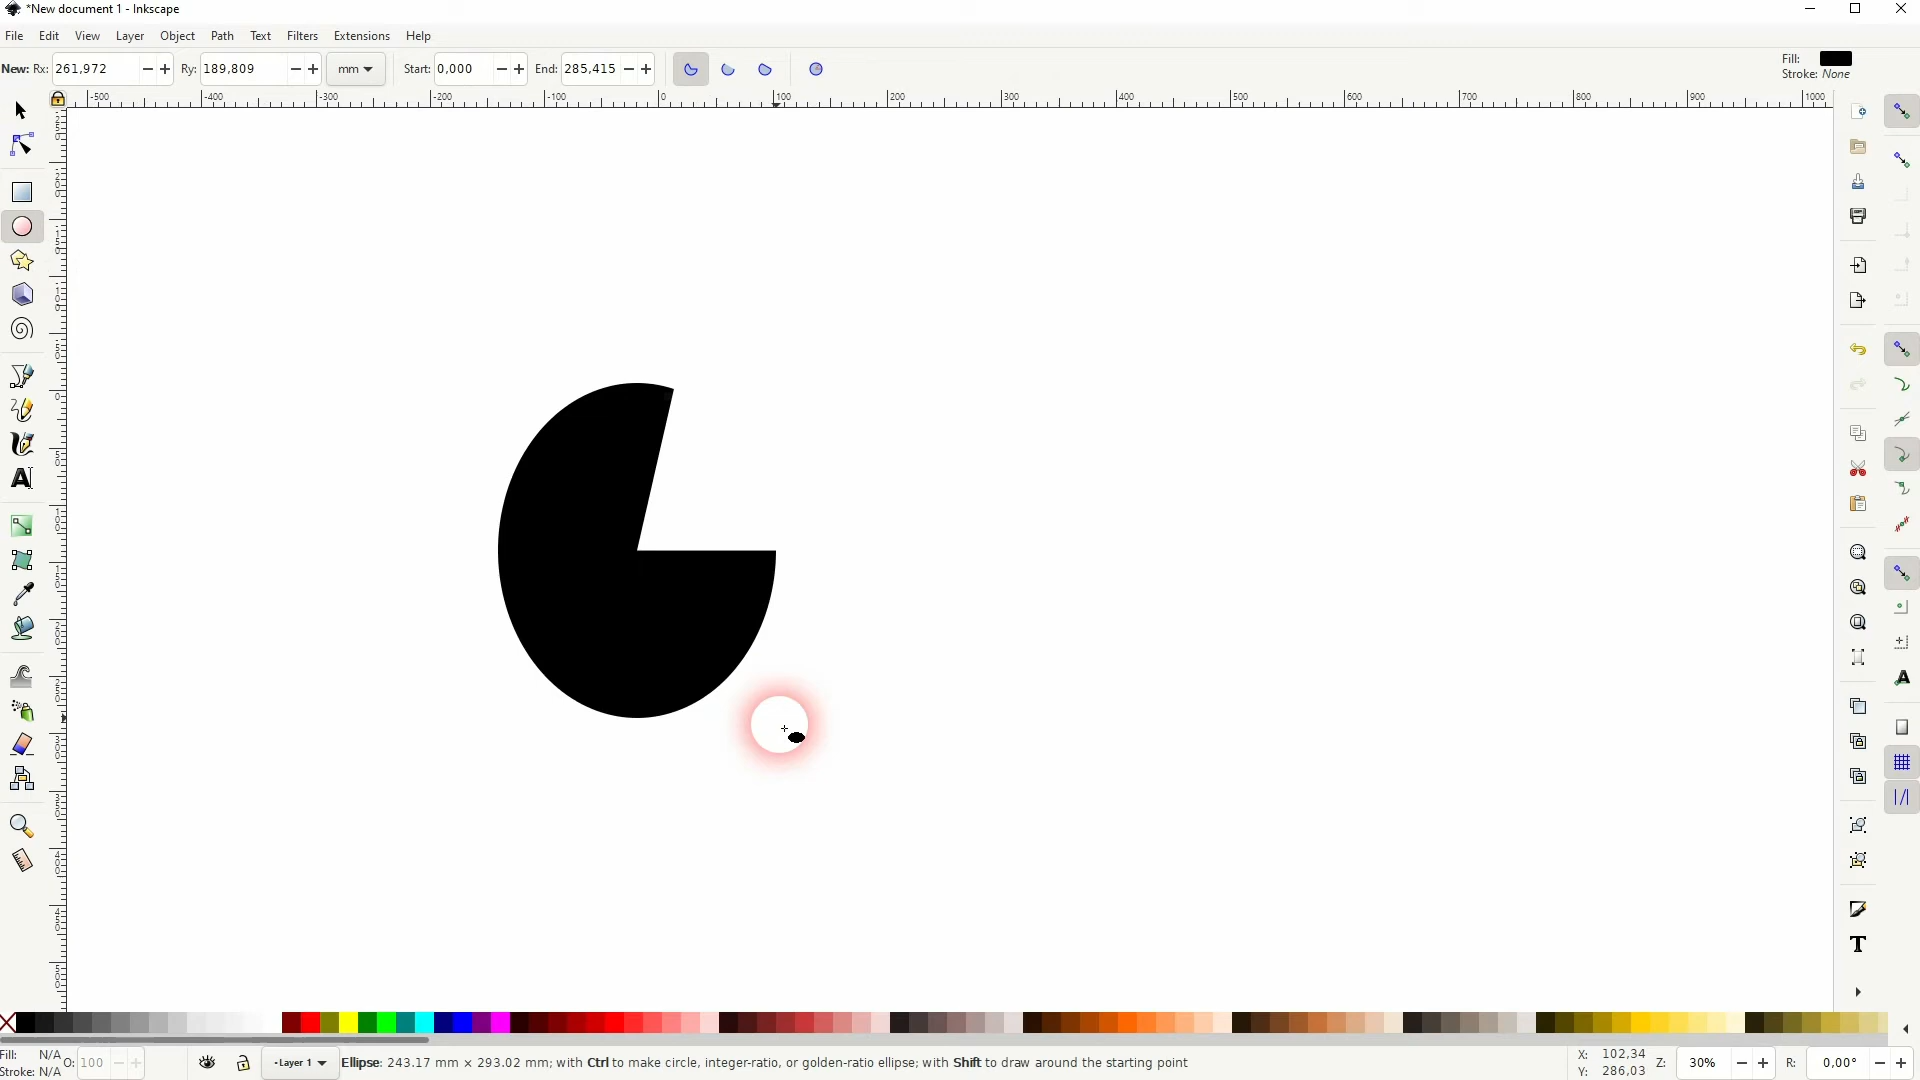 *New document 1 - Inkscape
File Edit View Layer Object Path Text Filters Extensions Help
New: Rx: 261,972 Ry: 189,809 mm Start: 0,000 End: 285,415
Fill:
Stroke: None
-500 -400 -300 -200 -100 0 100 200 300 400 500 600 700 800 900 1000
Fill: N/A
Stroke: N/A
O: 100
-Layer 1
Ellipse: 243.17 mm × 293.02 mm; with Ctrl to make circle, integer-ratio, or golden-ratio ellipse; with Shift to draw around the starting point
X: 102,34
Y: 286,03
Z: 30%
R: 0,00°